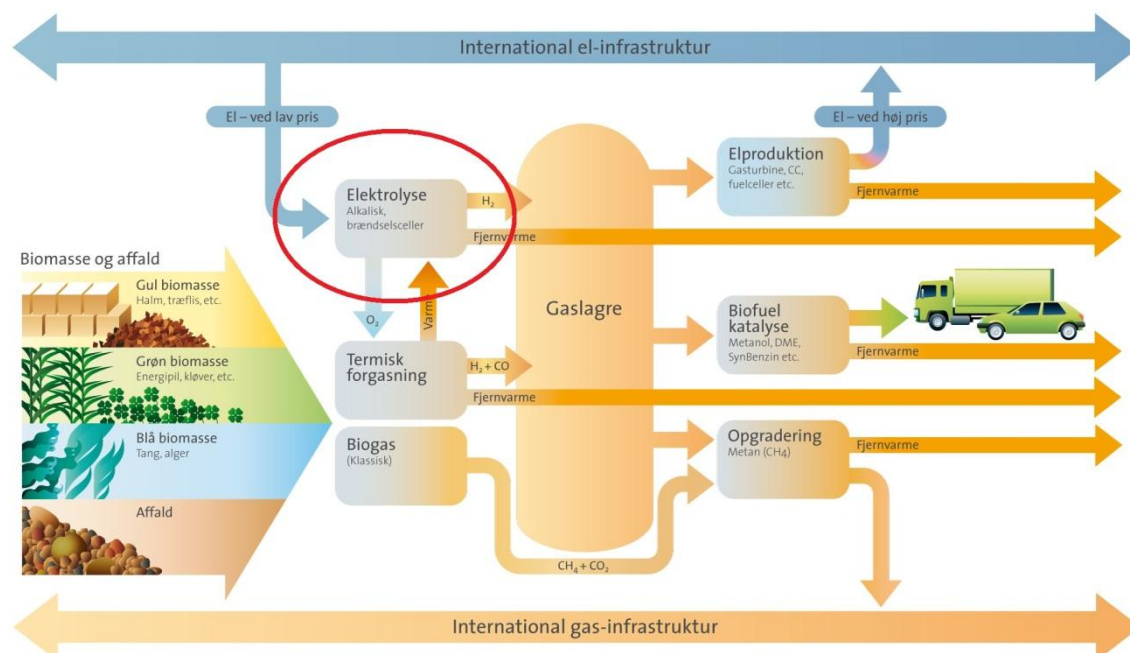 International el-infrastruktur
El – ved lav pris
El – ved høj pris
Elektrolyse
Alkalisk,
brændselsceller
H₂
Fjernvarme
Elproduktion
Gasturbine, CC,
fuelceller etc.
Fjernvarme
Biomasse og affald
Gul biomasse
Halm, træflis, etc.
Grøn biomasse
Energipil, kløver, etc.
Blå biomasse
Tang, alger
Affald
O₂
Varme
Termisk
forgasning
H₂ + CO
Fjernvarme
Biogas
(Klassisk)
Gaslagre
Biofuel
katalyse
Metanol, DME,
SynBenzin etc.
Fjernvarme
Opgradering
Metan (CH4)
Fjernvarme
CH₄ + CO₂
International gas-infrastruktur